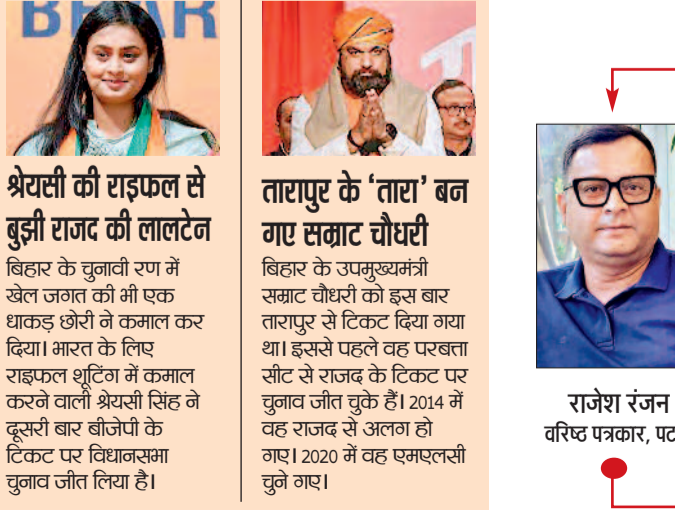 श्रेयसी की राइफल से
बुझी राजद की लालटेन
बिहार के चुनावी रण में
खेल जगत की भी एक
धाकड़ छोरी ने कमाल कर
दिया। भारत के लिए
राइफल शूटिंग में कमाल
करने वाली श्रेयसी सिंह ने
दूसरी बार बीजेपी के
टिकट पर विधानसभा
चुनाव जीत लिया है।
तारापुर के ‘तारा’ बन
गए सम्राट चौधरी
बिहार के उपमुख्यमंत्री
सम्राट चौधरी को इस बार
तारापुर से टिकट दिया गया
था। इससे पहले वह परबत्ता
सीट से राजद के टिकट पर
चुनाव जीत चुके हैं। 2014 में
वह राजद से अलग हो
गए। 2020 में वह एमएलसी
चुने गए।
राजेश रंजन
वरिष्ठ पत्रकार,